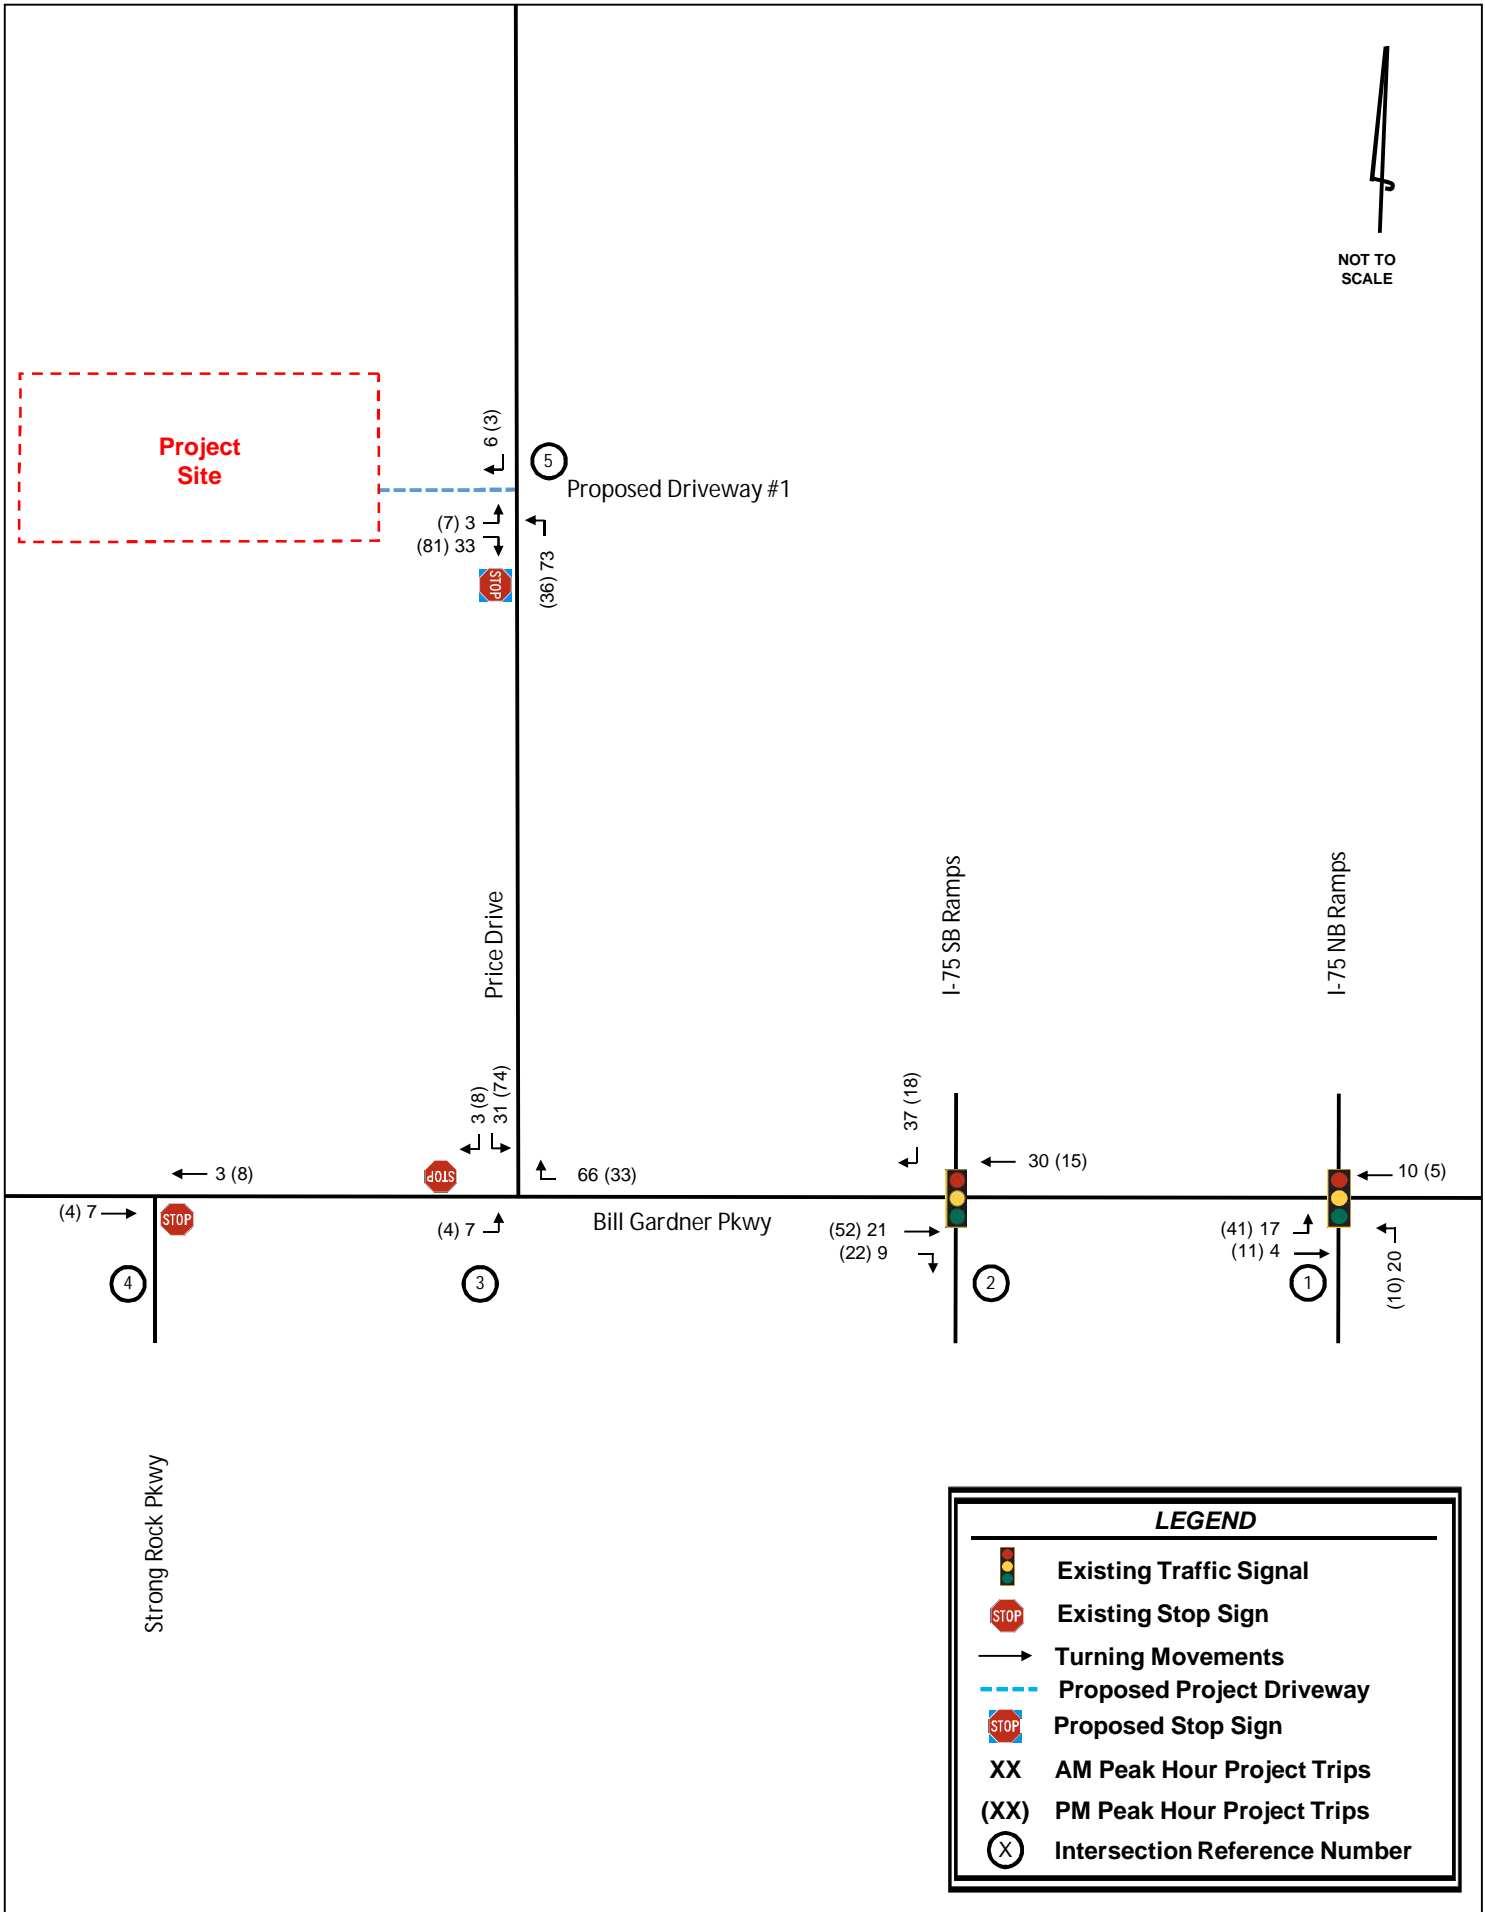 NOT TO
SCALE
Project
Site
6 (3)
5
Proposed Driveway #1
(7) 3
(81) 33
STOP
(36) 73
Price Drive
I-75 SB Ramps
I-75 NB Ramps
3 (8)
31 (74)
37 (18)
3 (8)
STOP
66 (33)
30 (15)
10 (5)
(4) 7
STOP
(4) 7
Bill Gardner Pkwy
(52) 21
(22) 9
(41) 17
(11) 4
(10) 20
4
3
2
1
Strong Rock Pkwy
LEGEND
Existing Traffic Signal
STOP Existing Stop Sign
Turning Movements
Proposed Project Driveway
STOP Proposed Stop Sign
XX AM Peak Hour Project Trips
(XX) PM Peak Hour Project Trips
X Intersection Reference Number